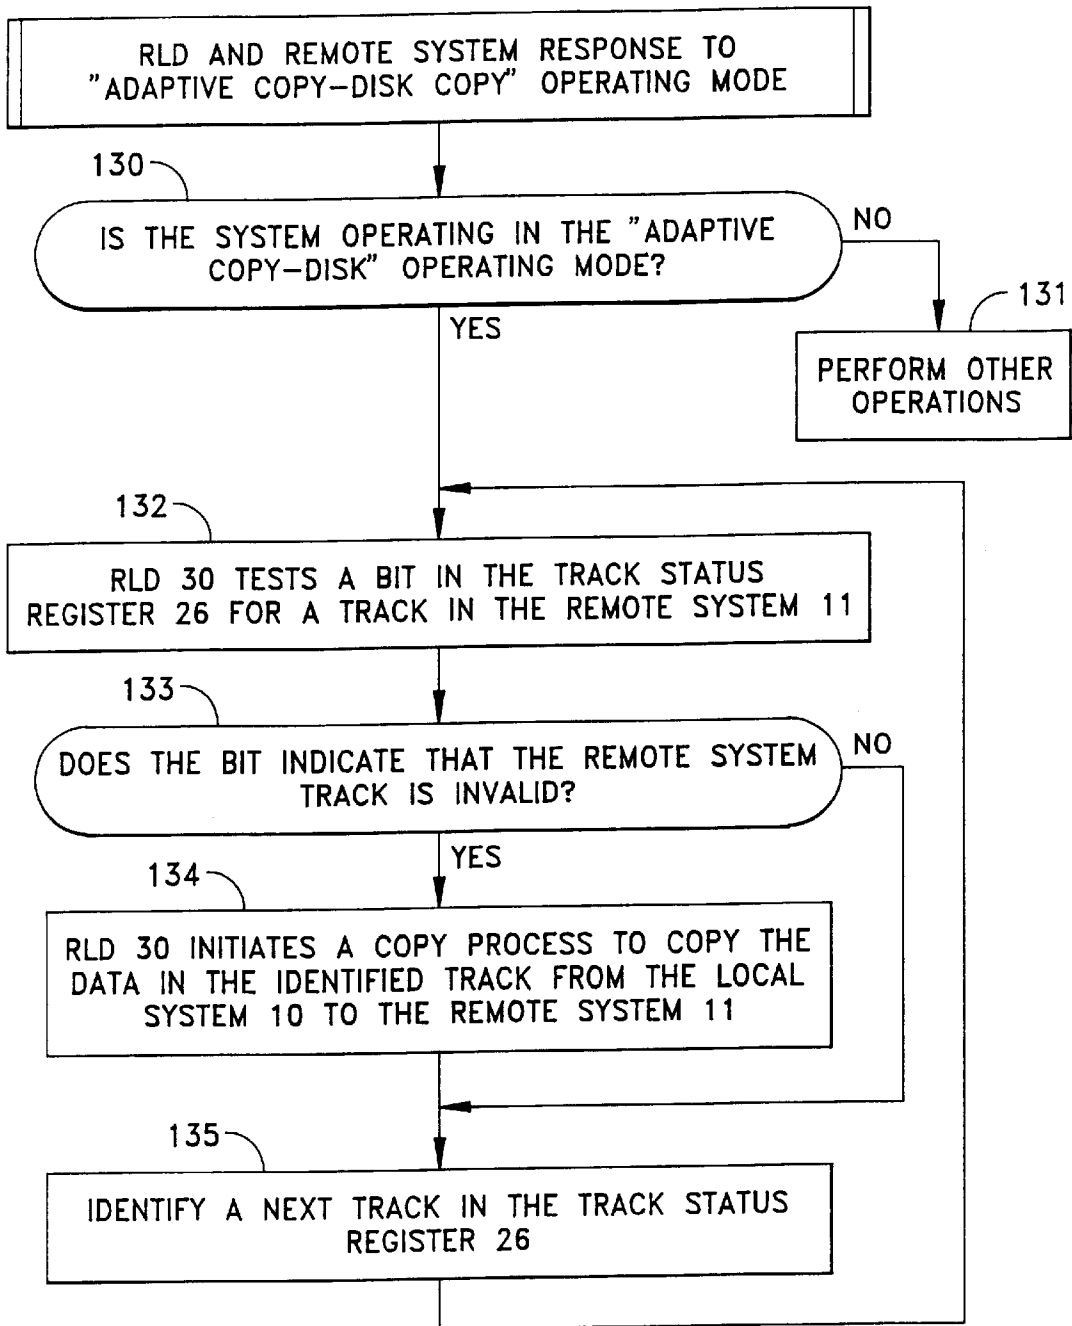 RLD AND REMOTE SYSTEM RESPONSE TO
"ADAPTIVE COPY-DISK COPY" OPERATING MODE
130
IS THE SYSTEM OPERATING IN THE "ADAPTIVE
COPY-DISK" OPERATING MODE?
NO
YES
131
PERFORM OTHER
OPERATIONS
132
RLD 30 TESTS A BIT IN THE TRACK STATUS
REGISTER 26 FOR A TRACK IN THE REMOTE SYSTEM 11
133
DOES THE BIT INDICATE THAT THE REMOTE SYSTEM
TRACK IS INVALID?
NO
YES
134
RLD 30 INITIATES A COPY PROCESS TO COPY THE
DATA IN THE IDENTIFIED TRACK FROM THE LOCAL
SYSTEM 10 TO THE REMOTE SYSTEM 11
135
IDENTIFY A NEXT TRACK IN THE TRACK STATUS
REGISTER 26